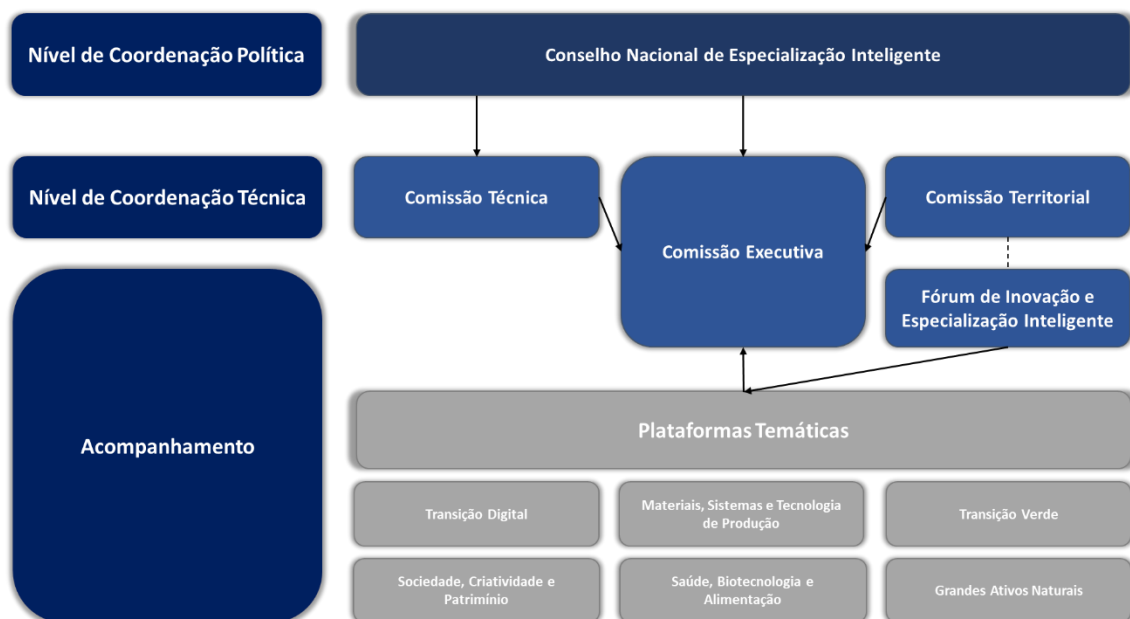 Nível de Coordenação Política
Conselho Nacional de Especialização Inteligente
Nível de Coordenação Técnica
Comissão Técnica
Comissão Executiva
Comissão Territorial
Fórum de Inovação e
Especialização Inteligente
Acompanhamento
Plataformas Temáticas
Transição Digital
Materiais, Sistemas e Tecnologia
de Produção
Transição Verde
Sociedade, Criatividade e
Patrimínio
Saúde, Biotecnologia e
Alimentação
Grandes Ativos Naturais